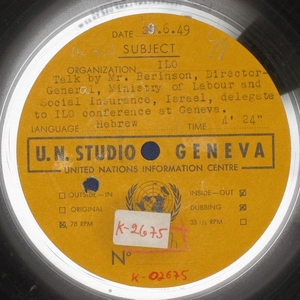 DATE 29.6.49
SUBJECT
ORGANIZATION ILO
Talk by Mr. Berinson, Director-
General, Ministry of Labour and
Social Insurance, Israel, delegate
to ILO conference at Geneva.
LANGUAGE Hebrew TIME 4' 24"
U.N. STUDIO GENEVA
UNITED NATIONS INFORMATION CENTRE
OUTSIDE-IN INSIDE-OUT
ORIGINAL DUBBING
78 RPM 33 1/3 RPM
K-2675
Nº
K-02675